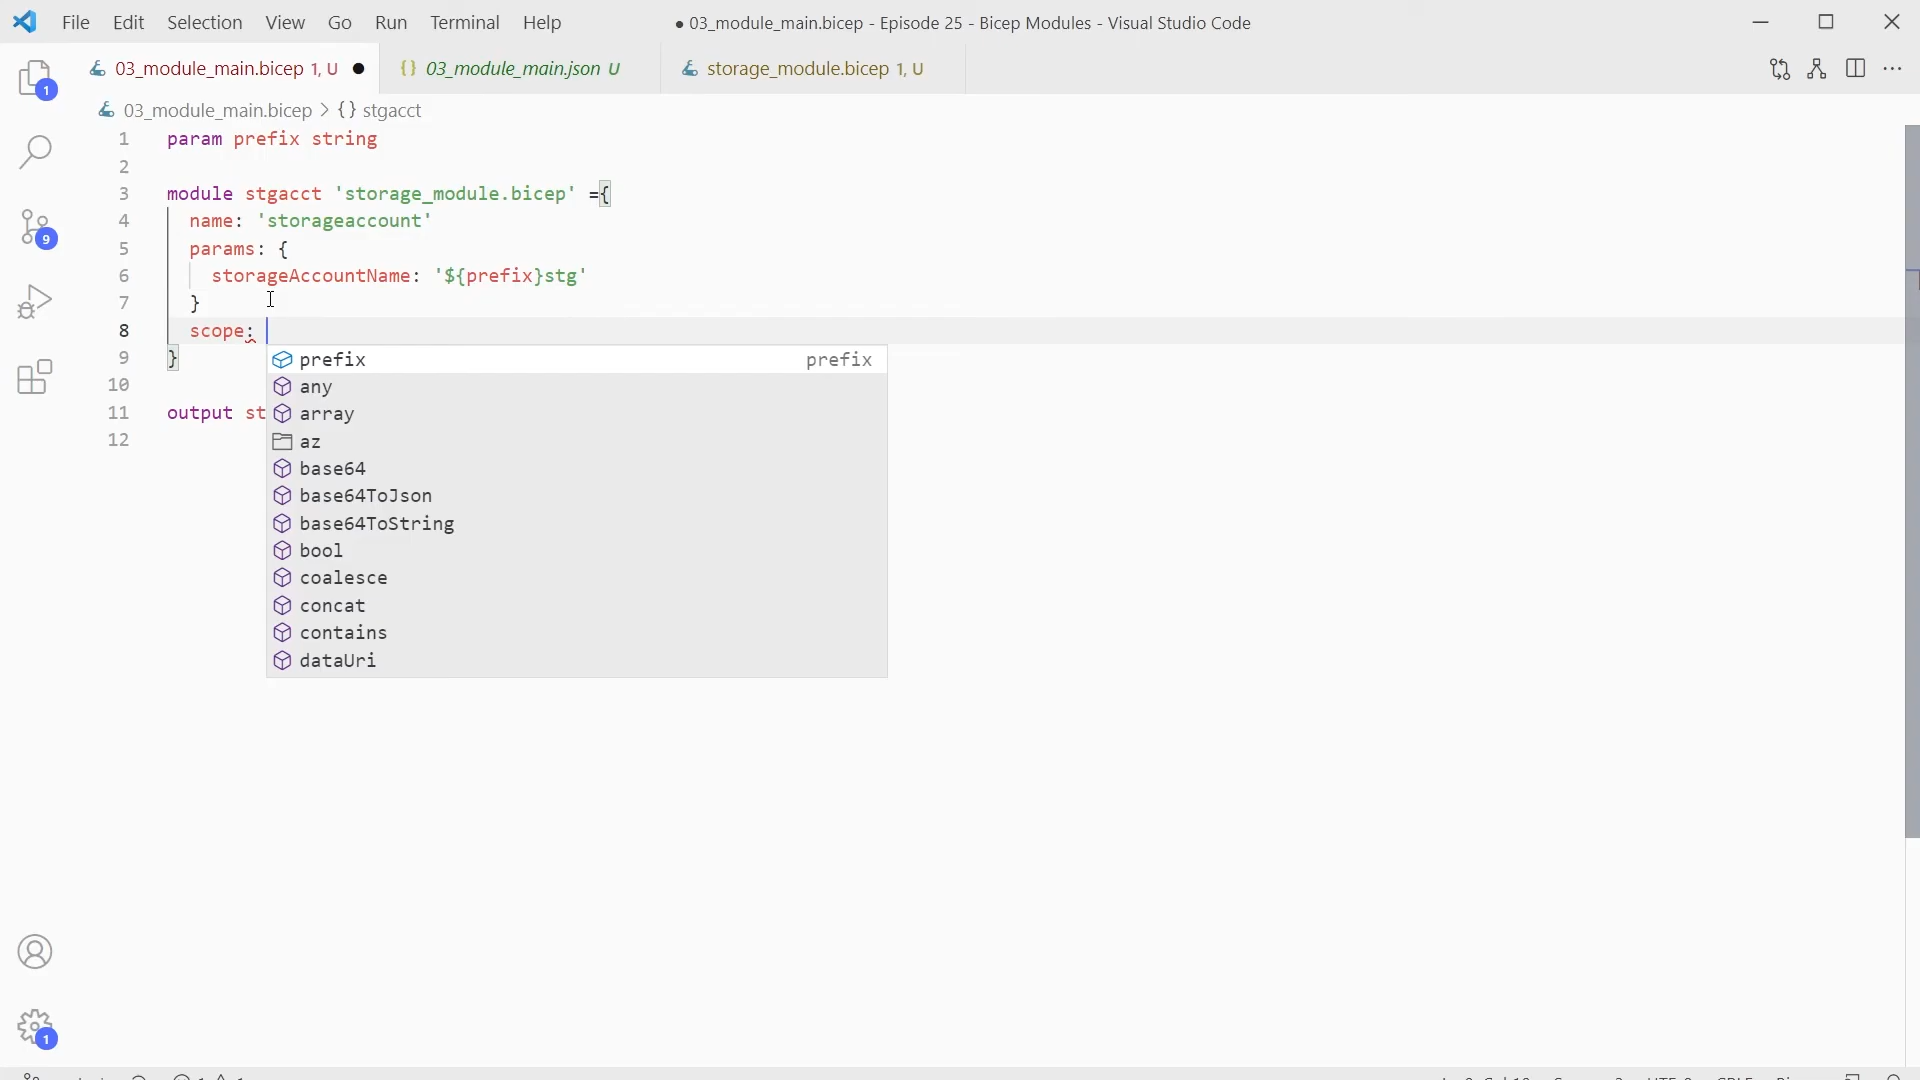 File Edit Selection View Go Run Terminal Help
● 03_module_main.bicep - Episode 25 - Bicep Modules - Visual Studio Code
03_module_main.bicep 1, U ●
{} 03_module_main.json U
storage_module.bicep 1, U
03_module_main.bicep > {} stgacct
1 param prefix string
2
3 module stgacct 'storage_module.bicep' ={
4 name: 'storageaccount'
5 params: {
6 storageAccountName: '${prefix}stg'
7 }
8 scope:
9 }
10
11 output st
12
prefix prefix
any
array
az
base64
base64ToJson
base64ToString
bool
coalesce
concat
contains
dataUri
1
9
1